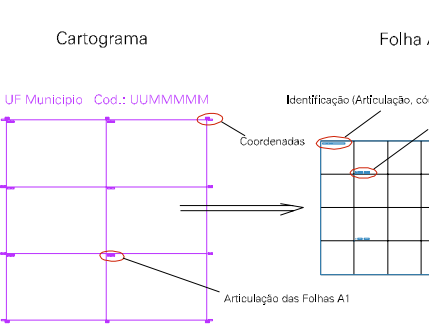 Cartograma
Folha A
UF Municipio Cod.: UUMMMMM
Identificação (Articulação, có
Coordenadas
Articulação das Folhas A1